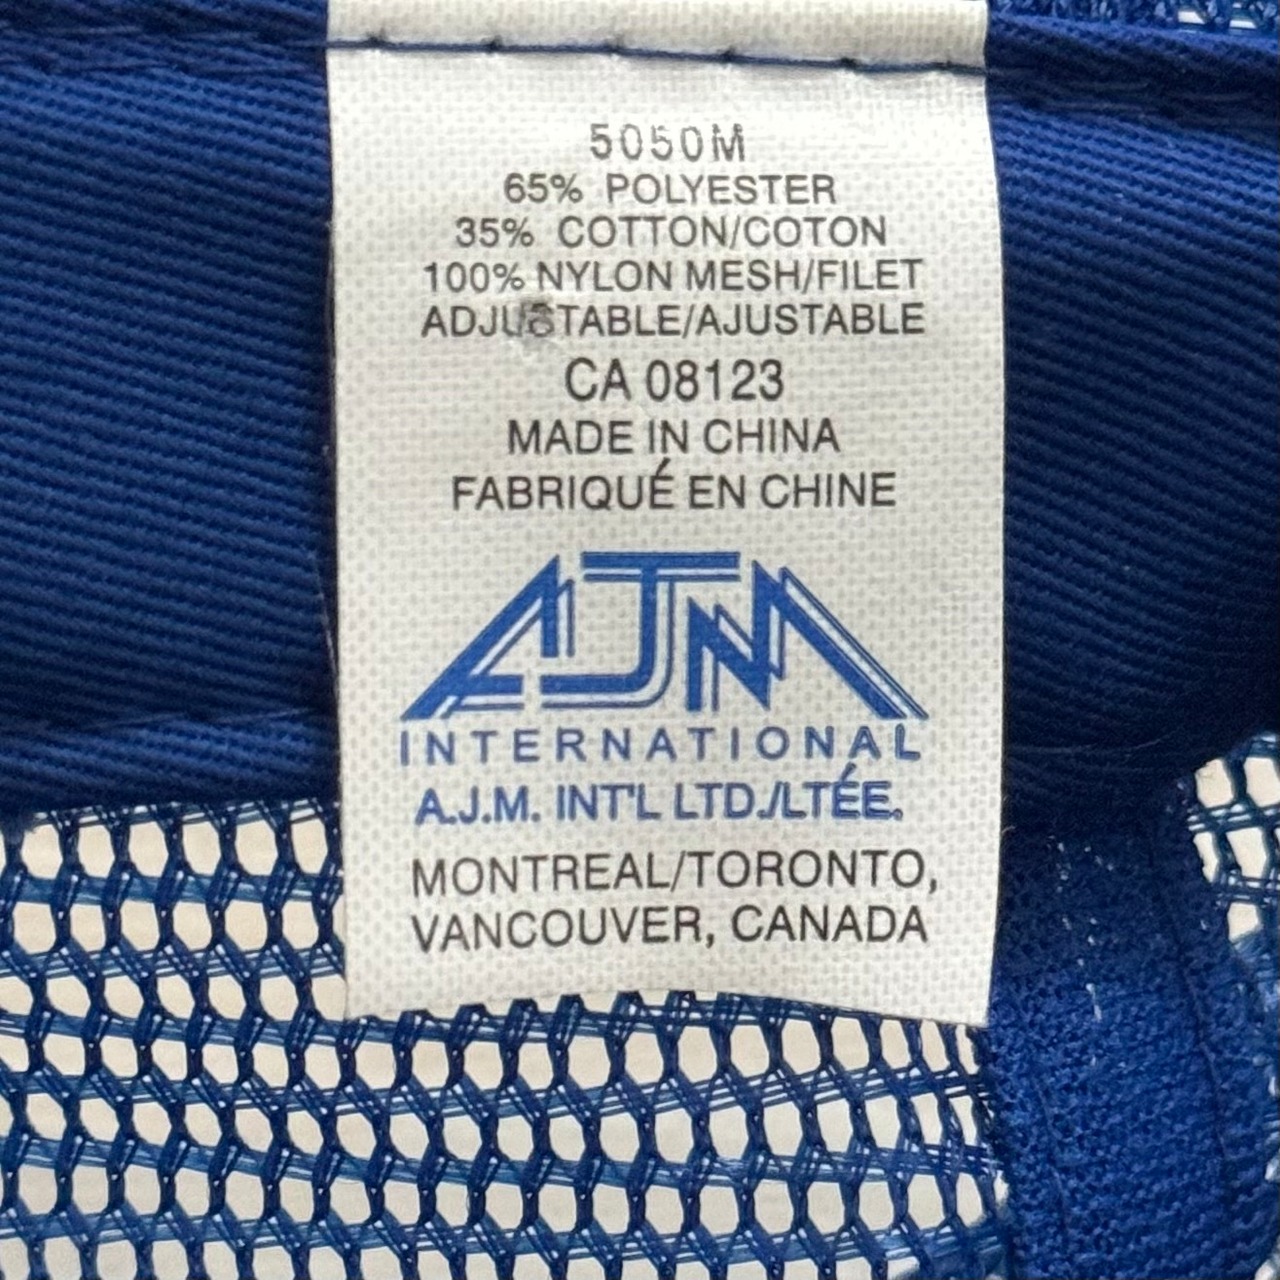 5050M
65% POLYESTER
35% COTTON/COTON
100% NYLON MESH/FILET
ADJUSTABLE/AJUSTABLE
CA 08123
MADE IN CHINA
FABRIQUÉ EN CHINE
AJM
INTERNATIONAL
A.J.M. INT'L LTD./LTÉE.
MONTREAL/TORONTO,
VANCOUVER, CANADA